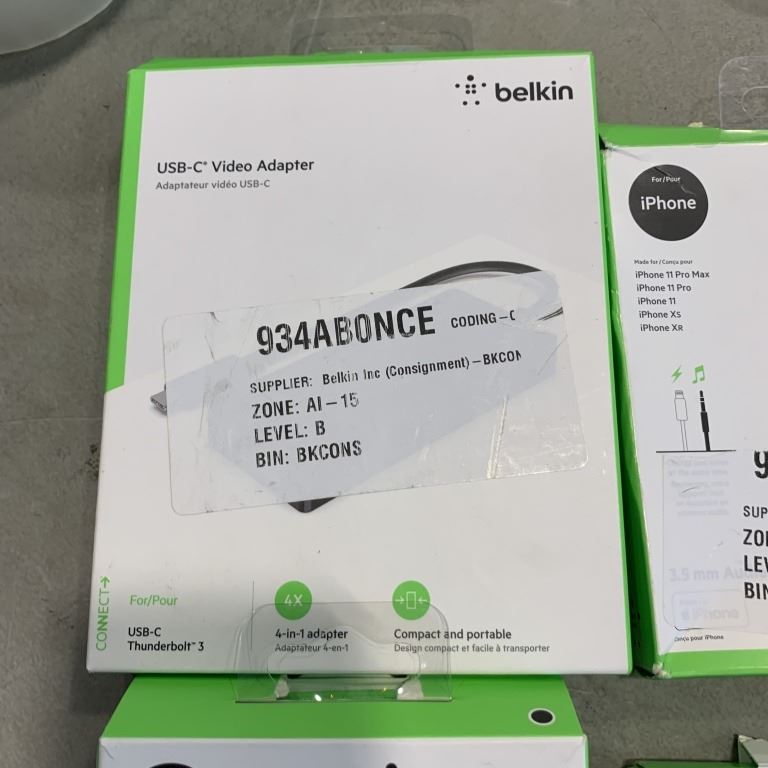 belkin
USB-C® Video Adapter
Adaptateur vidéo USB-C
934AB0NCE CODING-C
SUPPLIER: Belkin Inc (Consignment)-BKCON
ZONE: AI-15
LEVEL: B
BIN: BKCONS
CONNECT→
For/Pour
USB-C
Thunderbolt™ 3
4X
4-in-1 adapter
Adaptateur 4-en-1
Compact and portable
Design compact et facile à transporter
For/Pour
iPhone
Made for/Conçu pour
iPhone 11 Pro Max
iPhone 11 Pro
iPhone 11
iPhone XS
iPhone XR
9
SUP
ZO
LEV
BIN
3.5 mm Au
iPhone
Conçu pour iPhone